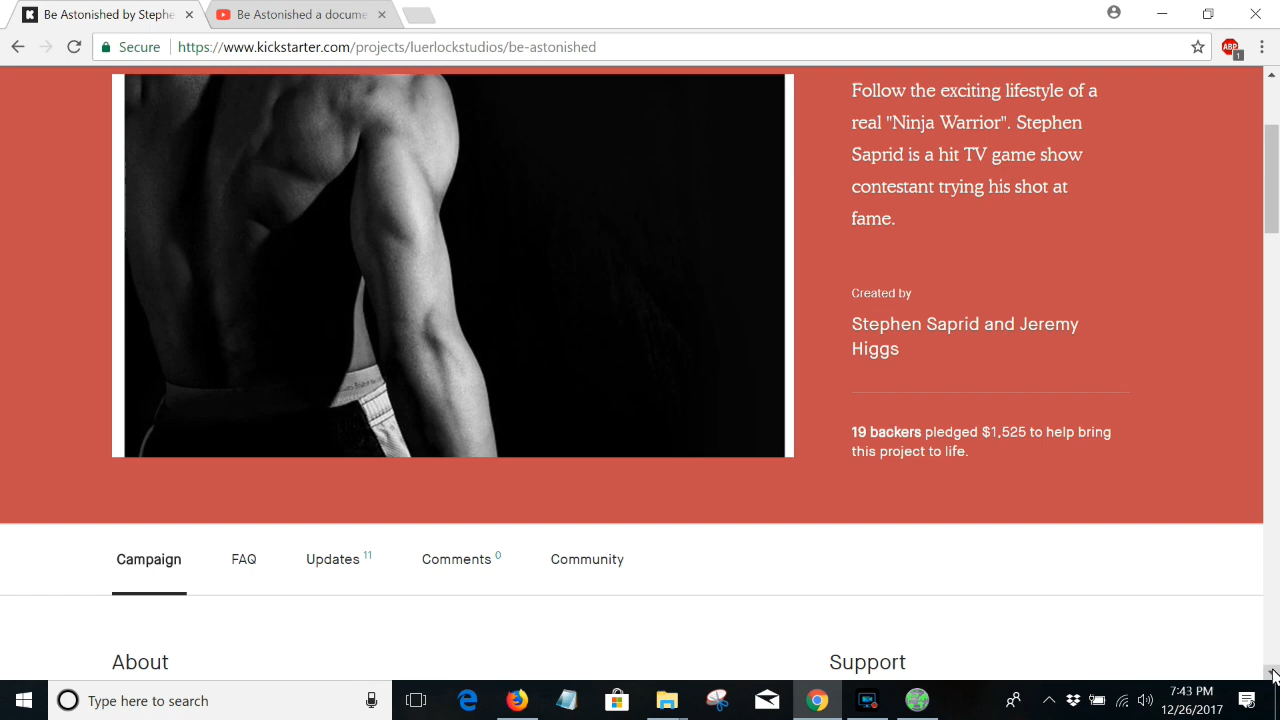 Be Astonished by Stephe
Be Astonished a docume
Secure https://www.kickstarter.com/projects/luerlockstudios/be-astonished
ABP
1
Follow the exciting lifestyle of a
real "Ninja Warrior". Stephen
Saprid is a hit TV game show
contestant trying his shot at
fame.
Created by
Stephen Saprid and Jeremy
Higgs
19 backers pledged $1,525 to help bring
this project to life.
Campaign FAQ Updates 11 Comments 0 Community
About Support
Type here to search
7:43 PM
12/26/2017